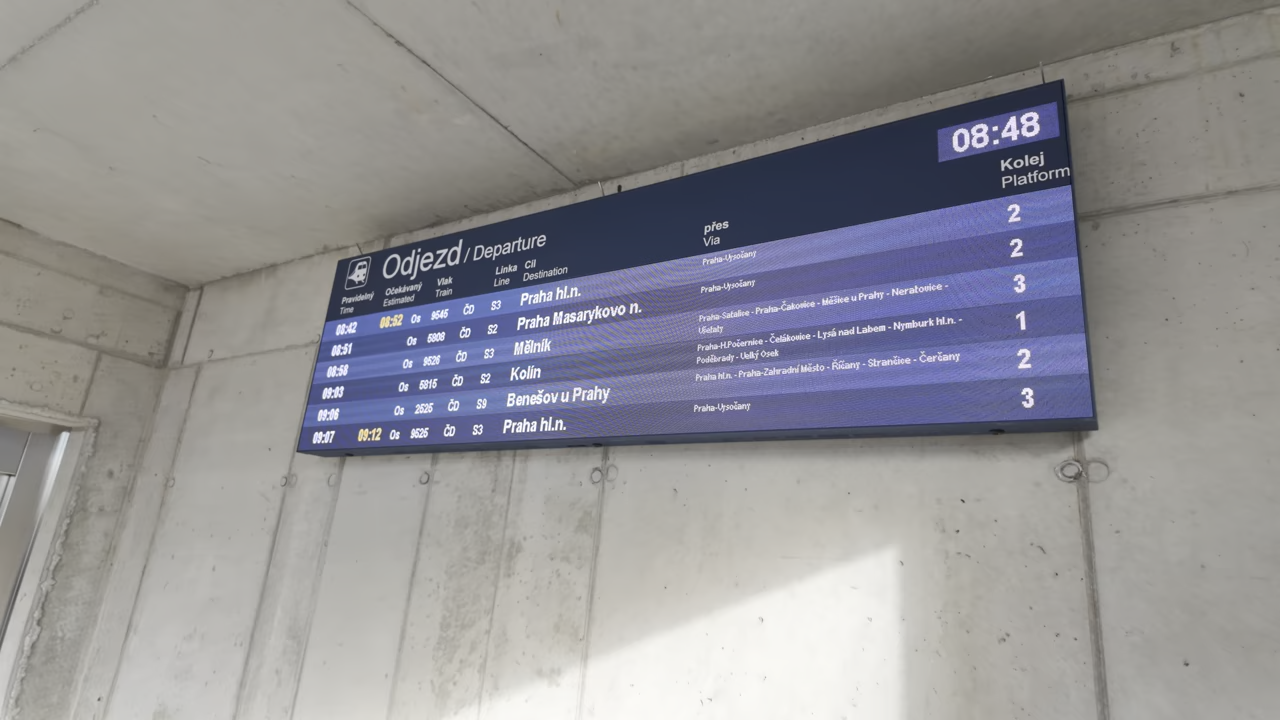 08:48
Kolej
Platform
Odjezd / Departure
Pravidelný Očekávaný Vlak Linka Cíl přes
Time Estimated Train Line Destination Via
08:42 08:52 Os 9545 ČD S3 Praha hl.n. Praha-Vysočany 2
08:51 Os 5808 ČD S2 Praha Masarykovo n. Praha-Vysočany 2
08:58 Os 9526 ČD S3 Mělník Praha-Satalice - Praha-Čakovice - Měšice u Prahy - Neratovice - 3
Všetaty
09:03 Os 5815 ČD S2 Kolín Praha-H.Počernice - Čelákovice - Lysá nad Labem - Nymburk hl.n. - 1
Poděbrady - Velký Osek
09:06 Os 2525 ČD S9 Benešov u Prahy Praha hl.n. - Praha-Zahradní Město - Říčany - Strančice - Čerčany 2
09:07 09:12 Os 9525 ČD S3 Praha hl.n. Praha-Vysočany 3